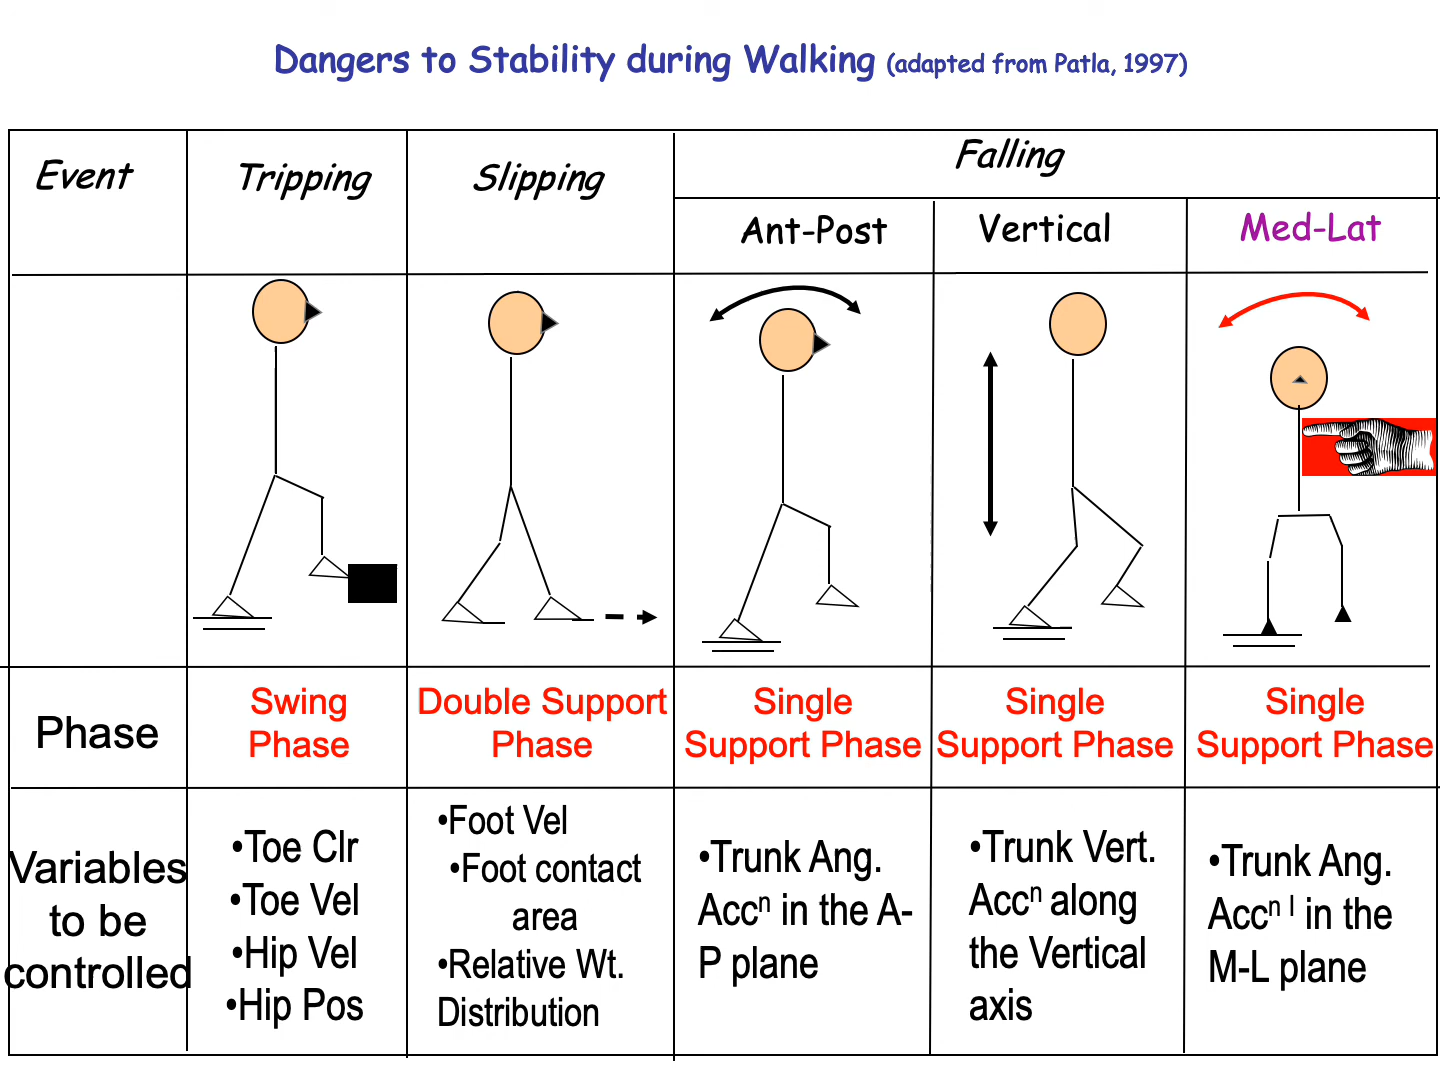 Dangers to Stability during Walking (adapted from Patla, 1997)
Event
Tripping
Slipping
Falling
Ant-Post
Vertical
Med-Lat
Phase
Swing
Phase
Double Support
Phase
Single
Support Phase
Single
Support Phase
Single
Support Phase
Variables
to be
controlled
•Toe Clr
•Toe Vel
•Hip Vel
•Hip Pos
•Foot Vel
•Foot contact
area
•Relative Wt.
Distribution
•Trunk Ang.
Accⁿ in the A-
P plane
•Trunk Vert.
Accⁿ along
the Vertical
axis
•Trunk Ang.
Accⁿ ˡ in the
M-L plane